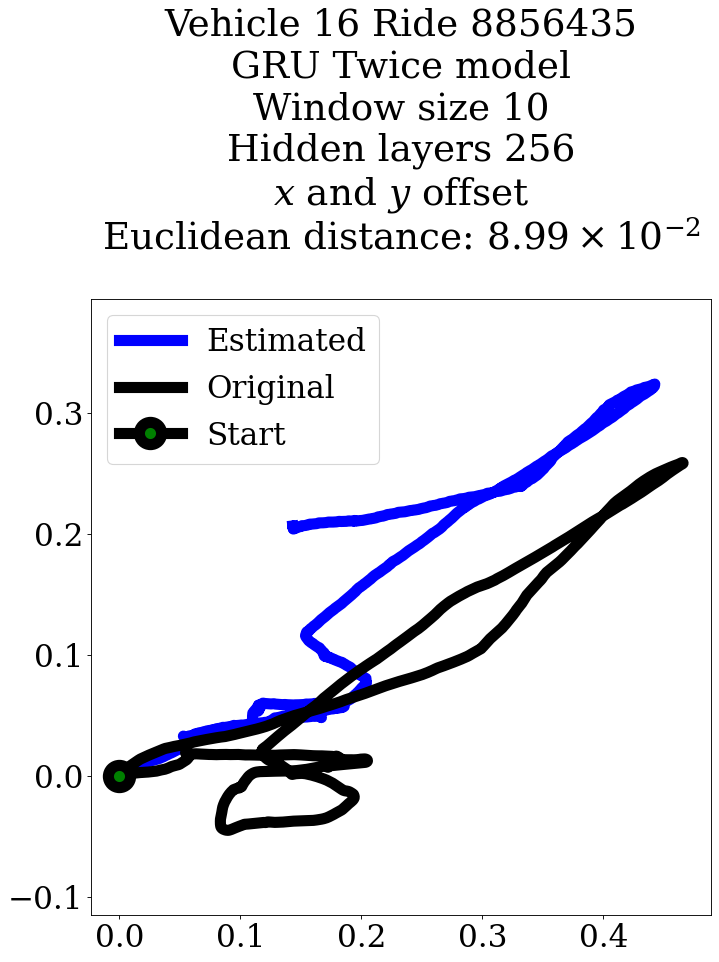 Vehicle 16 Ride 8856435
GRU Twice model
Window size 10
Hidden layers 256
x and y offset
Euclidean distance: 8.99 × 10⁻²
Estimated
Original
Start
0.3
0.2
0.1
0.0
−0.1
0.0 0.1 0.2 0.3 0.4